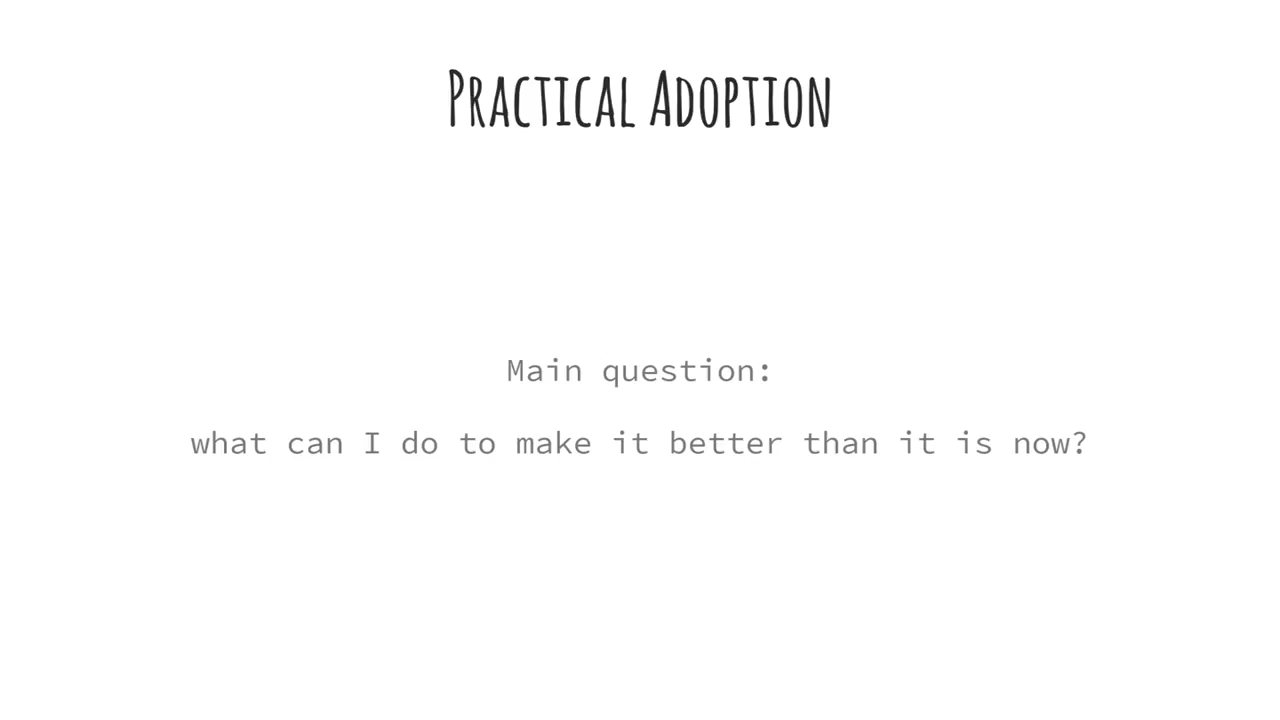 Practical Adoption
Main question:
what can I do to make it better than it is now?